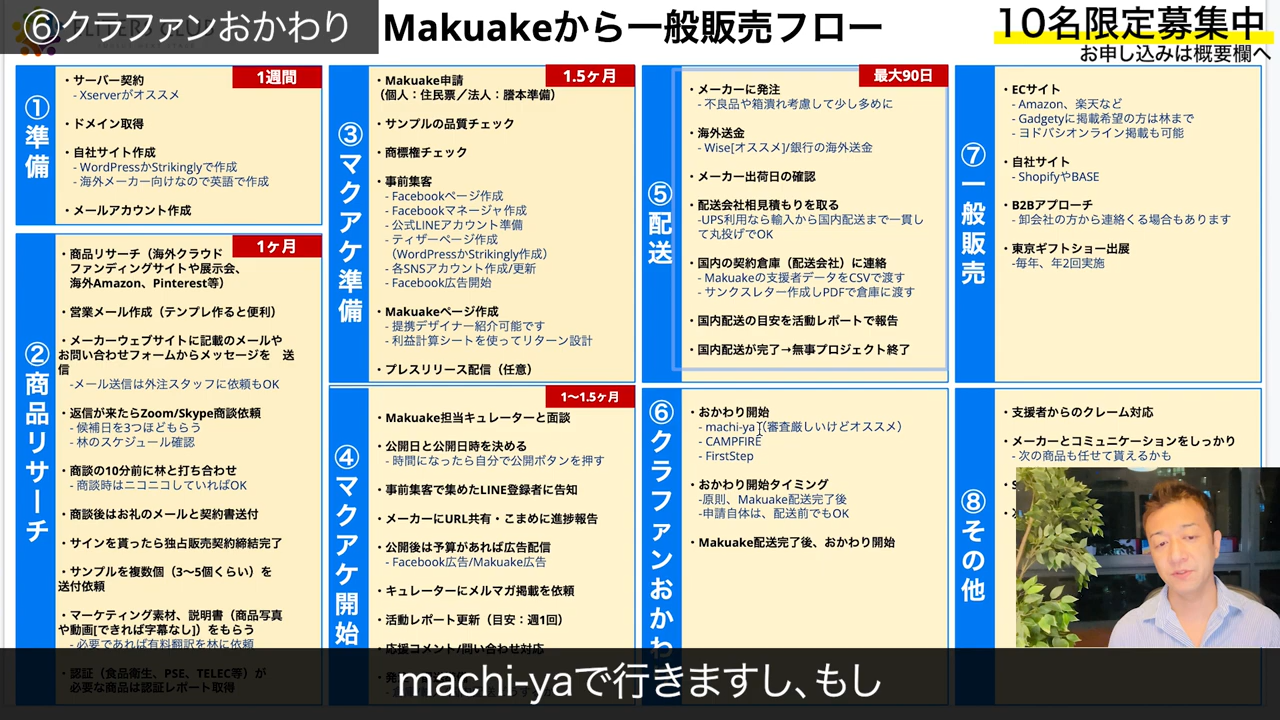 ⑥クラファンおかわり
Makuakeから一般販売フロー
10名限定募集中
お申し込みは概要欄へ
①準備
1週間
・サーバー契約
- Xserverがオススメ
・ドメイン取得
・自社サイト作成
- WordPressかStrikinglyで作成
- 海外メーカー向けなので英語で作成
・メールアカウント作成
②商品リサーチ
1ヶ月
・商品リサーチ（海外クラウド
ファンディングサイトや展示会、
海外Amazon、Pinterest等）
・営業メール作成（テンプレ作ると便利）
・メーカーウェブサイトに記載のメールや
お問い合わせフォームからメッセージを 送
信
-メール送信は外注スタッフに依頼もOK
・返信が来たらZoom/Skype商談依頼
- 候補日を3つほどもらう
- 林のスケジュール確認
・商談の10分前に林と打ち合わせ
- 商談時はニコニコしていればOK
・商談後はお礼のメールと契約書送付
・サインを貰ったら独占販売契約締結完了
・サンプルを複数個（3〜5個くらい）を
送付依頼
・マーケティング素材、説明書（商品写真
や動画[できれば字幕なし]）をもらう
- 必要であれば有料翻訳を林に依頼
・認証（食品衛生、PSE、TELEC等）が
必要な商品は認証レポート取得
③マクアケ準備
1.5ヶ月
・Makuake申請
（個人：住民票／法人：謄本準備）
・サンプルの品質チェック
・商標権チェック
・事前集客
- Facebookページ作成
- Facebookマネージャ作成
- 公式LINEアカウント準備
- ティザーページ作成
（WordPressかStrikingly作成）
- 各SNSアカウント作成/更新
- Facebook広告開始
・Makuakeページ作成
- 提携デザイナー紹介可能です
- 利益計算シートを使ってリターン設計
・プレスリリース配信（任意）
④マクアケ開始
1〜1.5ヶ月
・Makuake担当キュレーターと面談
・公開日と公開日時を決める
- 時間になったら自分で公開ボタンを押す
・事前集客で集めたLINE登録者に告知
・メーカーにURL共有・こまめに進捗報告
・公開後は予算があれば広告配信
- Facebook広告/Makuake広告
・キュレーターにメルマガ掲載を依頼
・活動レポート更新（目安：週1回）
・応援コメント/問い合わせ対応
⑤配送
最大90日
・メーカーに発注
- 不良品や箱潰れ考慮して少し多めに
・海外送金
- Wise[オススメ]/銀行の海外送金
・メーカー出荷日の確認
・配送会社相見積もりを取る
-UPS利用なら輸入から国内配送まで一貫し
て丸投げでOK
・国内の契約倉庫（配送会社）に連絡
- Makuakeの支援者データをCSVで渡す
- サンクスレター作成しPDFで倉庫に渡す
・国内配送の目安を活動レポートで報告
・国内配送が完了→無事プロジェクト終了
⑥クラファンおかわ
・おかわり開始
- machi-ya（審査厳しいけどオススメ）
- CAMPFIRE
- FirstStep
・おかわり開始タイミング
-原則、Makuake配送完了後
-申請自体は、配送前でもOK
・Makuake配送完了後、おかわり開始
⑦一般販売
・ECサイト
- Amazon、楽天など
- Gadgetyに掲載希望の方は林まで
- ヨドバシオンライン掲載も可能
・自社サイト
- ShopifyやBASE
・B2Bアプローチ
- 卸会社の方から連絡くる場合もあります
・東京ギフトショー出展
-毎年、年2回実施
⑧その他
・支援者からのクレーム対応
・メーカーとコミュニケーションをしっかり
- 次の商品も任せて貰えるかも
machi-yaで行きますし、もし